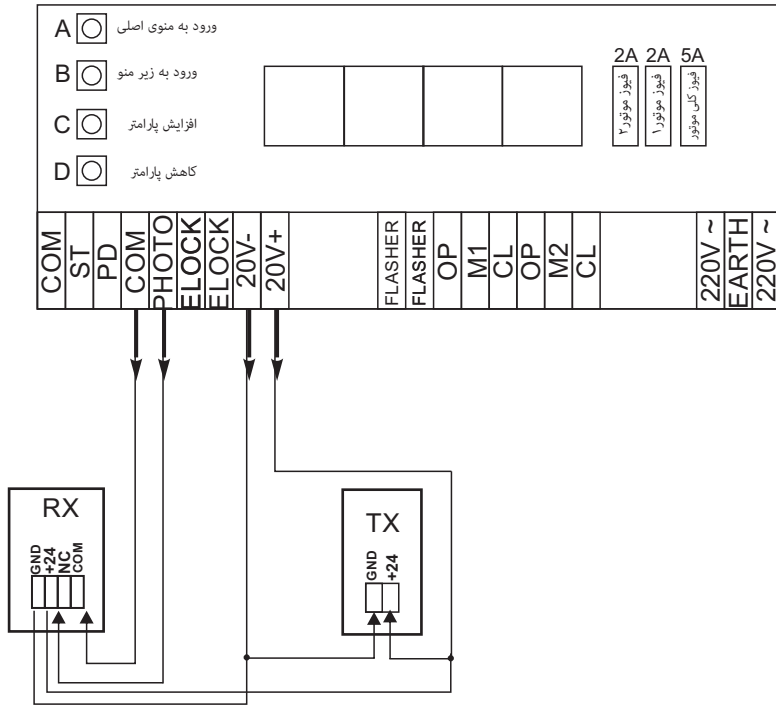 A ورود به منوی اصلی
B ورود به زیر منو
C افزایش پارامتر
D کاهش پارامتر
2A 2A 5A
فیوز موتور۲
فیوز موتور۱
فیوز کلی موتور
COM
ST
PD
COM
PHOTO
ELOCK
ELOCK
20V-
20V+
FLASHER
FLASHER
OP
M1
CL
OP
M2
CL
220V ~
EARTH
220V ~
RX
GND
+24
NC
COM
TX
GND
+24